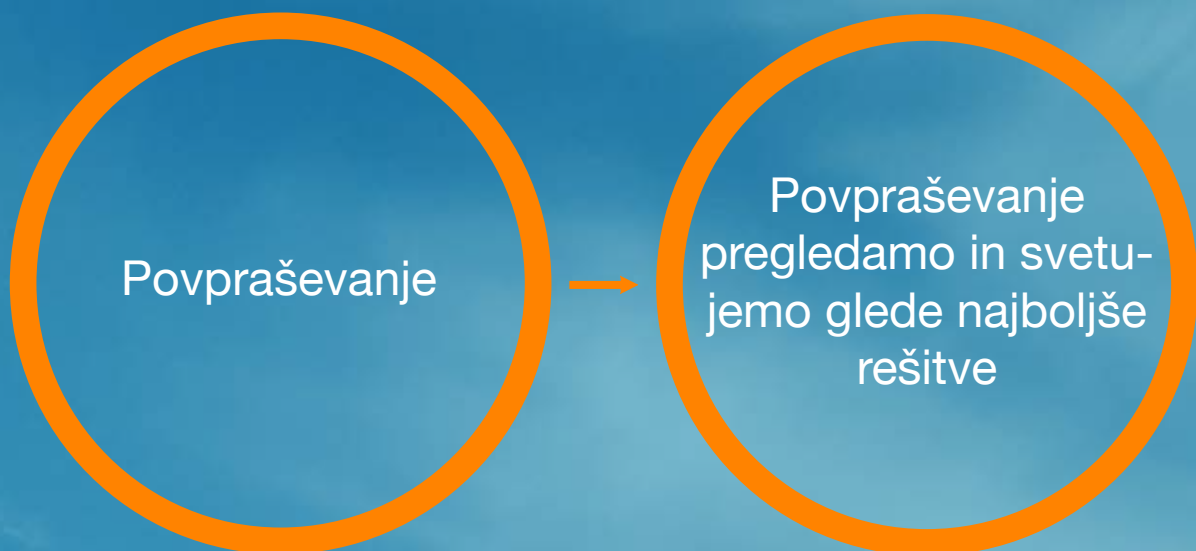 Povpraševanje
Povpraševanje
pregledamo in svetu-
jemo glede najboljše
rešitve